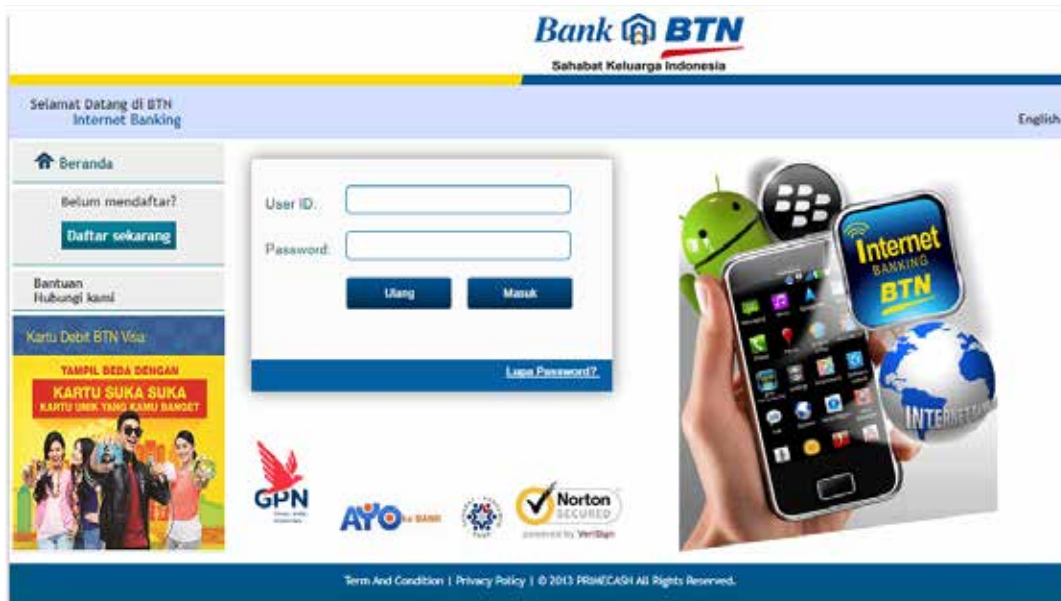 Bank BTN
Sahabat Keluarga Indonesia
Selamat Datang di BTN
Internet Banking
English
Beranda
Belum mendaftar?
Daftar sekarang
Bantuan
Hubungi kami
Kartu Debit BTN Visa
TAMPIL BEDA DENGAN
KARTU SUKA SUKA
KARTU UNIK YANG KAMU BANGET
User ID:
Password:
Ulang
Masuk
Lupa Password?
Internet
BANKING
BTN
INTERNET
GPN
AYO ke BANK
Norton
SECURED
powered by VeriSign
Term And Condition | Privacy Policy | © 2013 PRIMECASH All Rights Reserved.